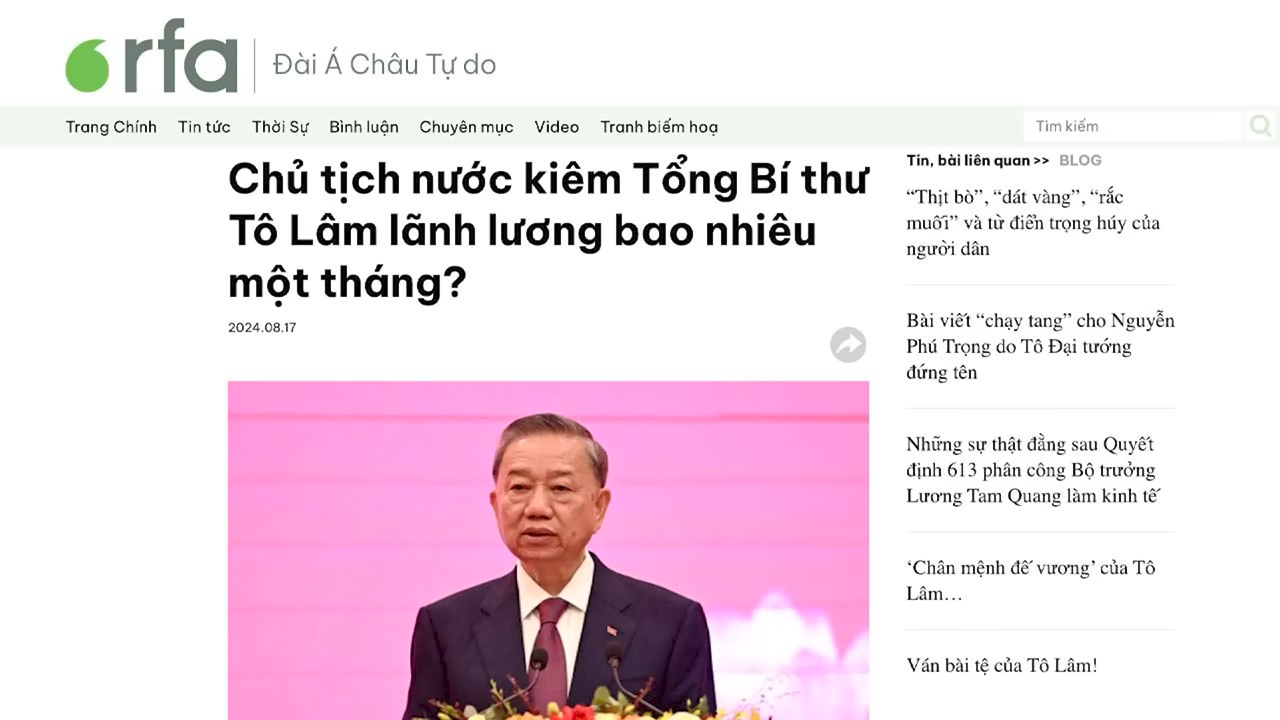 rfa Đài Á Châu Tự do
Trang Chính Tin tức Thời Sự Bình luận Chuyên mục Video Tranh biếm hoạ Tìm kiếm
Chủ tịch nước kiêm Tổng Bí thư
Tô Lâm lãnh lương bao nhiêu
một tháng?
2024.08.17
Tin, bài liên quan >> BLOG
“Thịt bò”, “dát vàng”, “rắc
muối” và từ điển trọng húy của
người dân
Bài viết “chạy tang” cho Nguyễn
Phú Trọng do Tô Đại tướng
đứng tên
Những sự thật đằng sau Quyết
định 613 phân công Bộ trưởng
Lương Tam Quang làm kinh tế
‘Chân mệnh đế vương’ của Tô
Lâm…
Ván bài tệ của Tô Lâm!